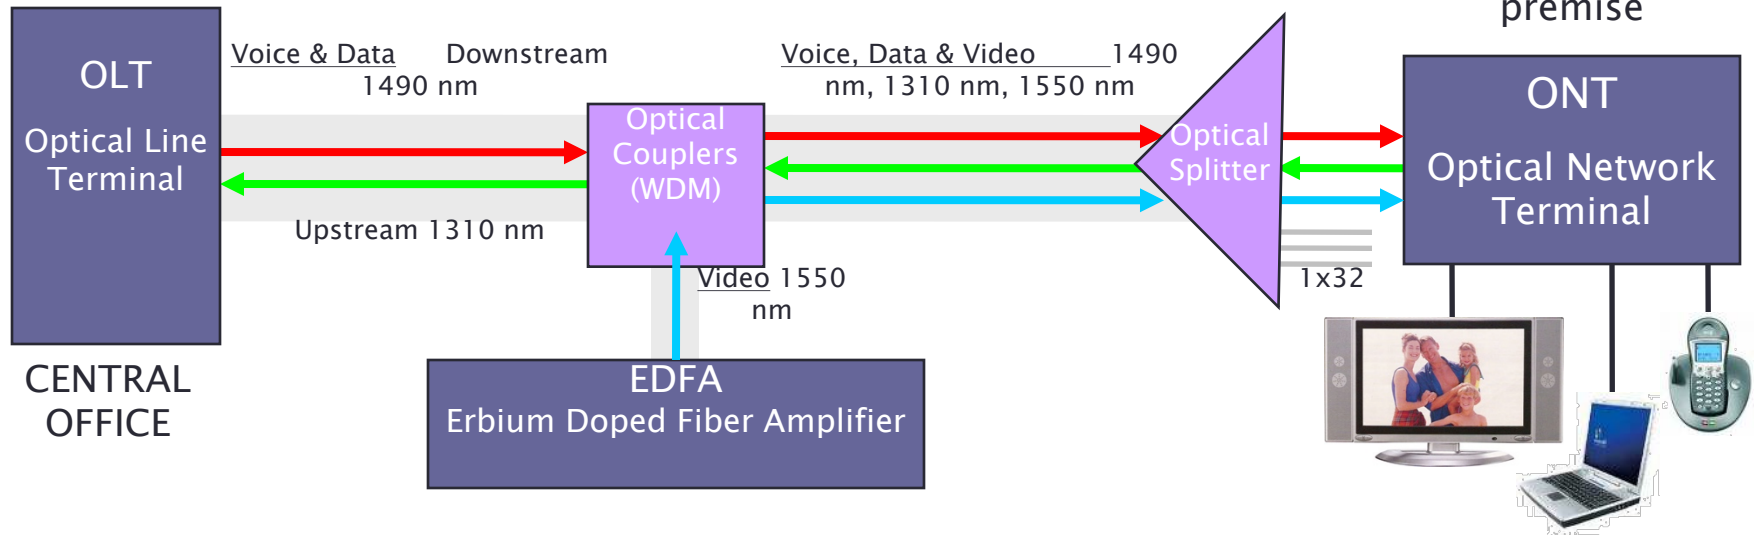 premise
OLT
Optical Line
Terminal
Voice & Data Downstream
1490 nm
Upstream 1310 nm
Optical
Couplers
(WDM)
Voice, Data & Video 1490
nm, 1310 nm, 1550 nm
Optical
Splitter
ONT
Optical Network
Terminal
1x32
Video 1550
nm
CENTRAL
OFFICE
EDFA
Erbium Doped Fiber Amplifier